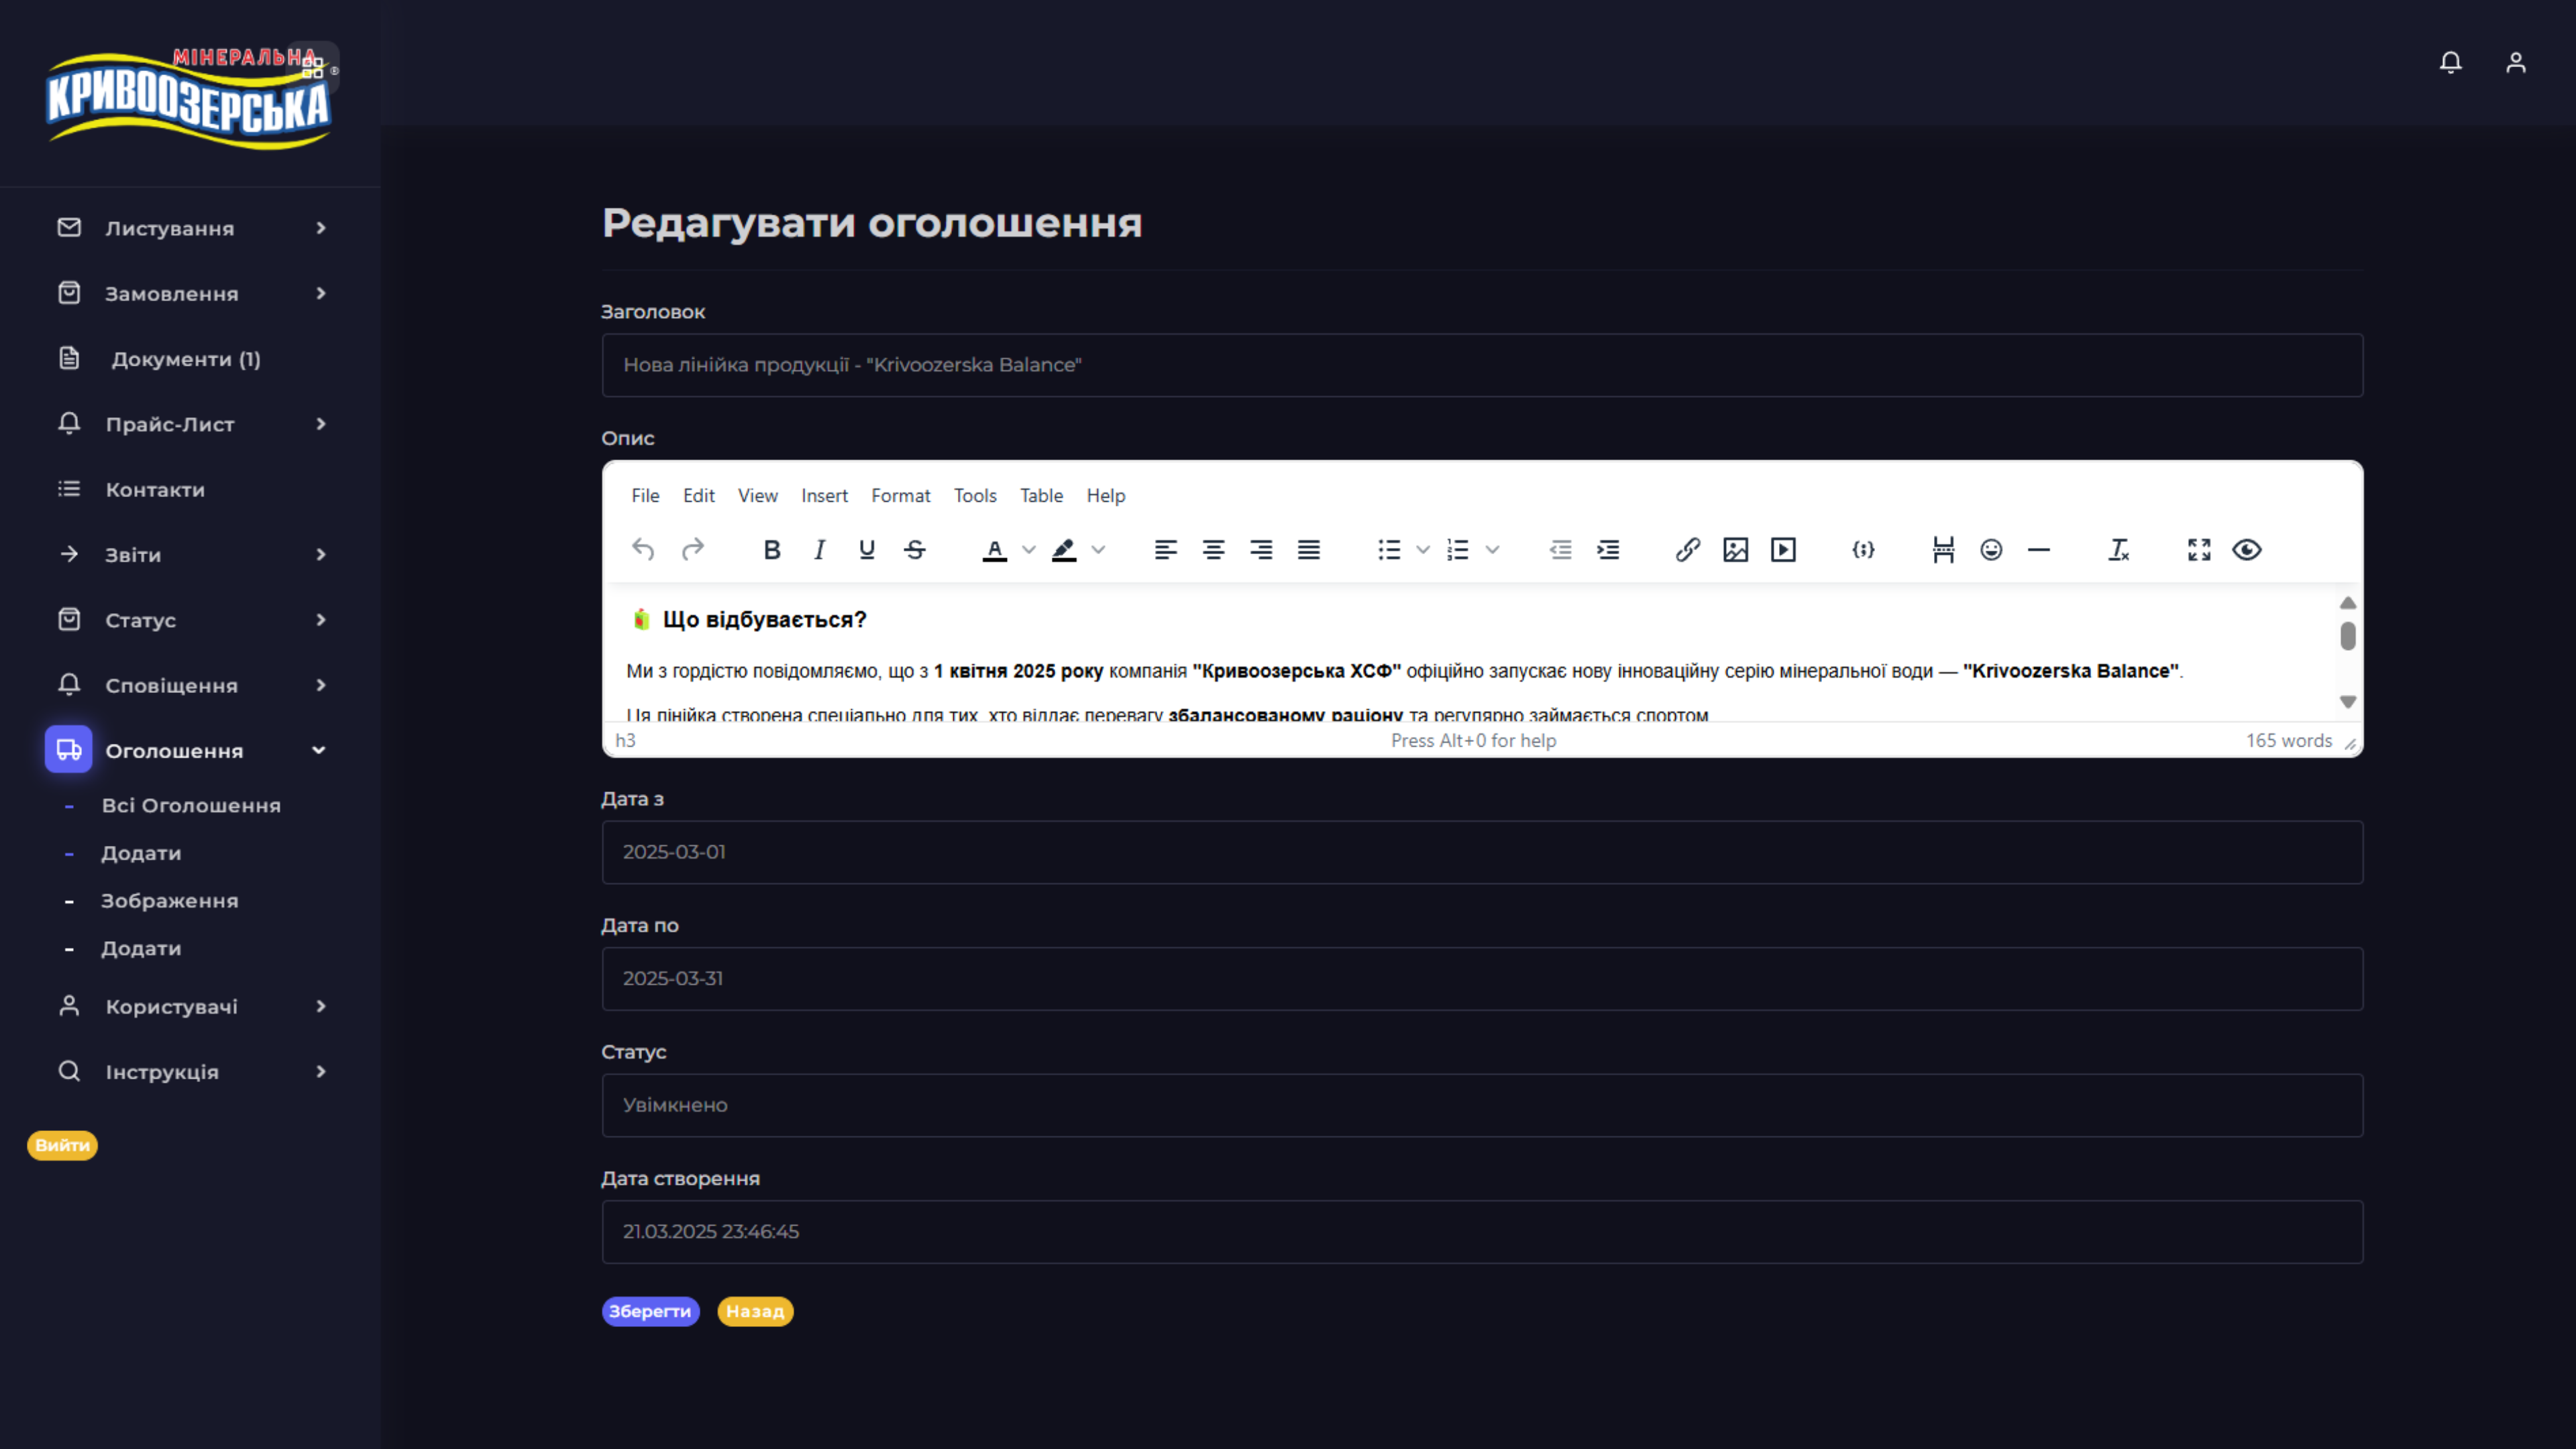 МІНЕРАЛЬНА
КРИВООЗЕРСЬКА
®
Листування
Замовлення
Документи (1)
Прайс-Лист
Контакти
Звіти
Статус
Сповіщення
Оголошення
- Всі Оголошення
- Додати
- Зображення
- Додати
Користувачі
Інструкція
Вийти
Редагувати оголошення
Заголовок
Нова лінійка продукції - "Krivoozerska Balance"
Опис
File Edit View Insert Format Tools Table Help
Що відбувається?
Ми з гордістю повідомляємо, що з 1 квітня 2025 року компанія "Кривоозерська ХСФ" офіційно запускає нову інноваційну серію мінеральної води — "Krivoozerska Balance".
Ця лінійка створена спеціально для тих, хто віддає перевагу збалансованому раціону та регулярно займається спортом
h3 Press Alt+0 for help 165 words
Дата з
2025-03-01
Дата по
2025-03-31
Статус
Увімкнено
Дата створення
21.03.2025 23:46:45
Зберегти Назад